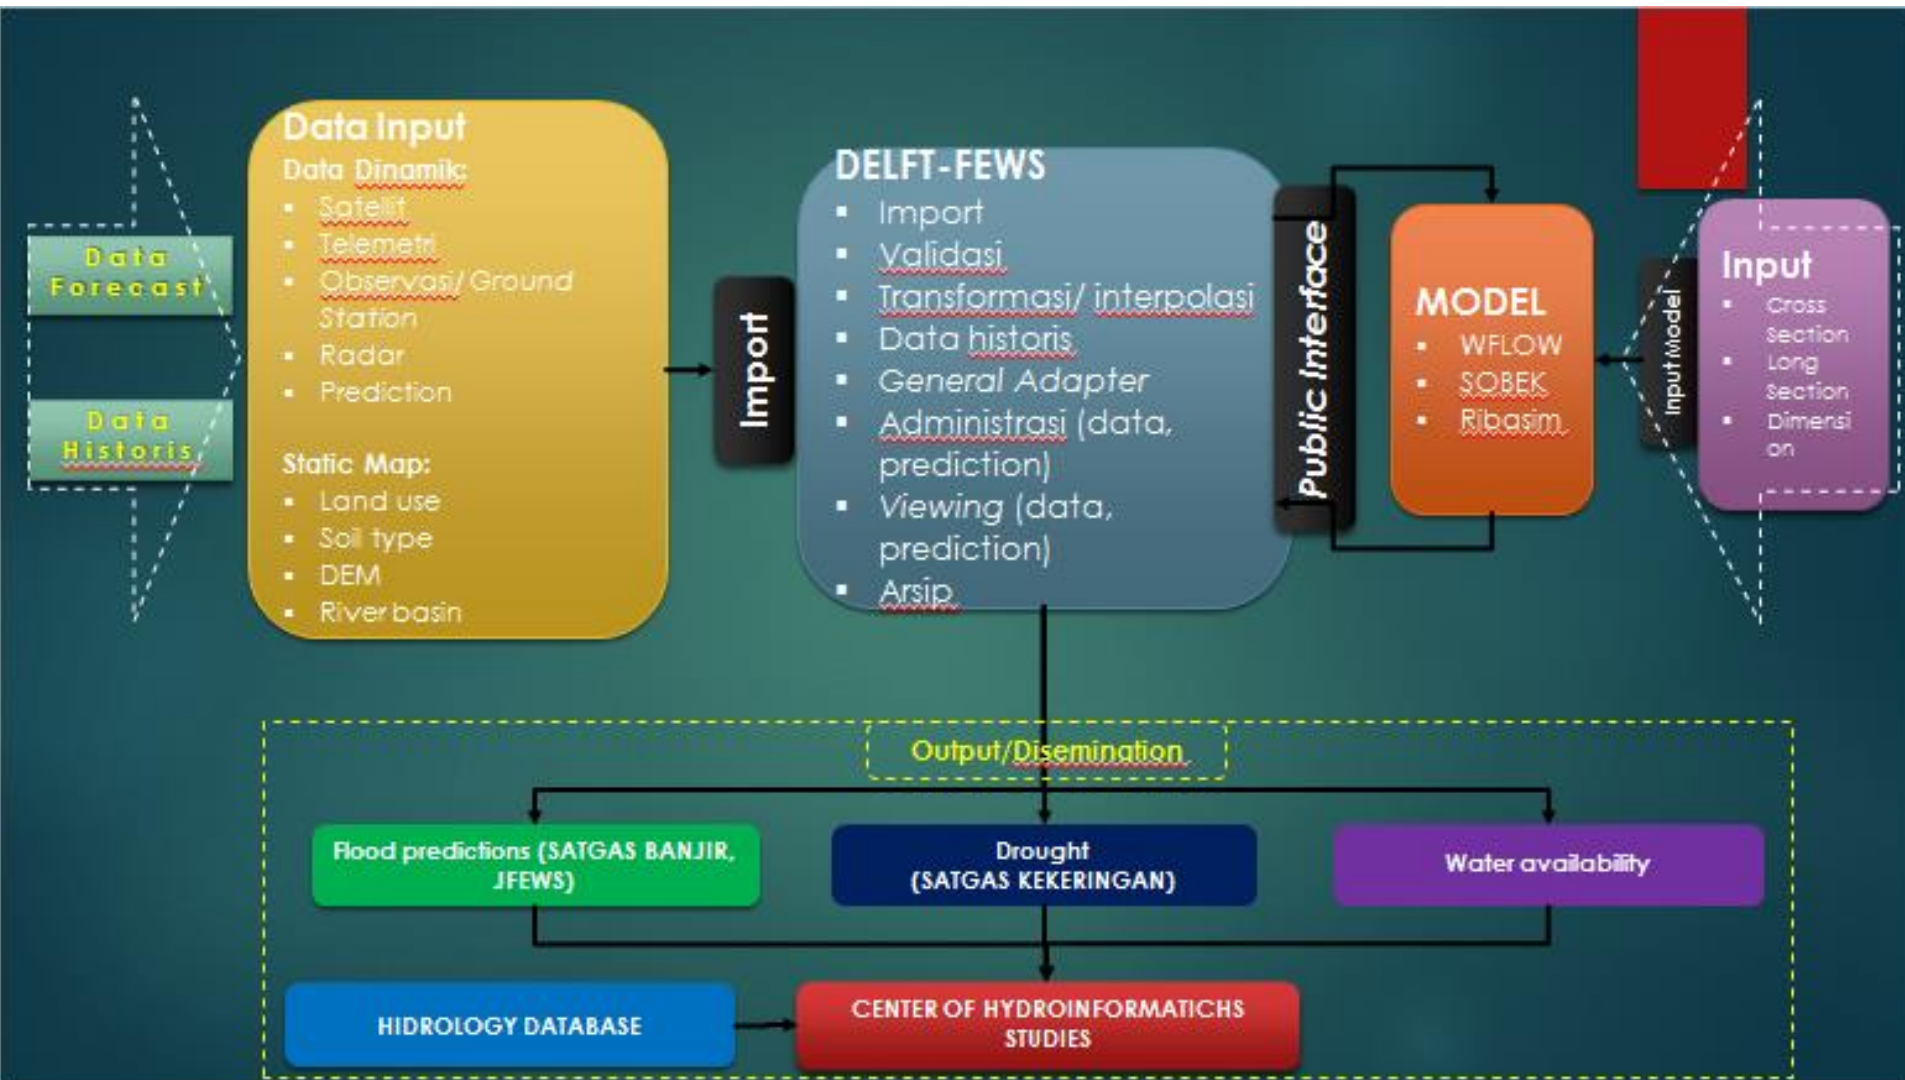 Data
Forecast
Data
Historis
Data Input
Data Dinamik:
▪ Satellit
▪ Telemetri
▪ Observasi/ Ground
Station
▪ Radar
▪ Prediction
Static Map:
▪ Land use
▪ Soil type
▪ DEM
▪ River basin
Import
DELFT-FEWS
▪ Import
▪ Validasi
▪ Transformasi/ interpolasi
▪ Data historis
▪ General Adapter
▪ Administrasi (data,
prediction)
▪ Viewing (data,
prediction)
▪ Arsip
Public Interface
MODEL
▪ WFLOW
▪ SOBEK
▪ Ribasim
Input Model
Input
▪ Cross
Section
▪ Long
Section
▪ Dimensi
on
Output/Disemination
Flood predictions (SATGAS BANJIR,
JFEWS)
Drought
(SATGAS KEKERINGAN)
Water availability
HIDROLOGY DATABASE
CENTER OF HYDROINFORMATICHS
STUDIES